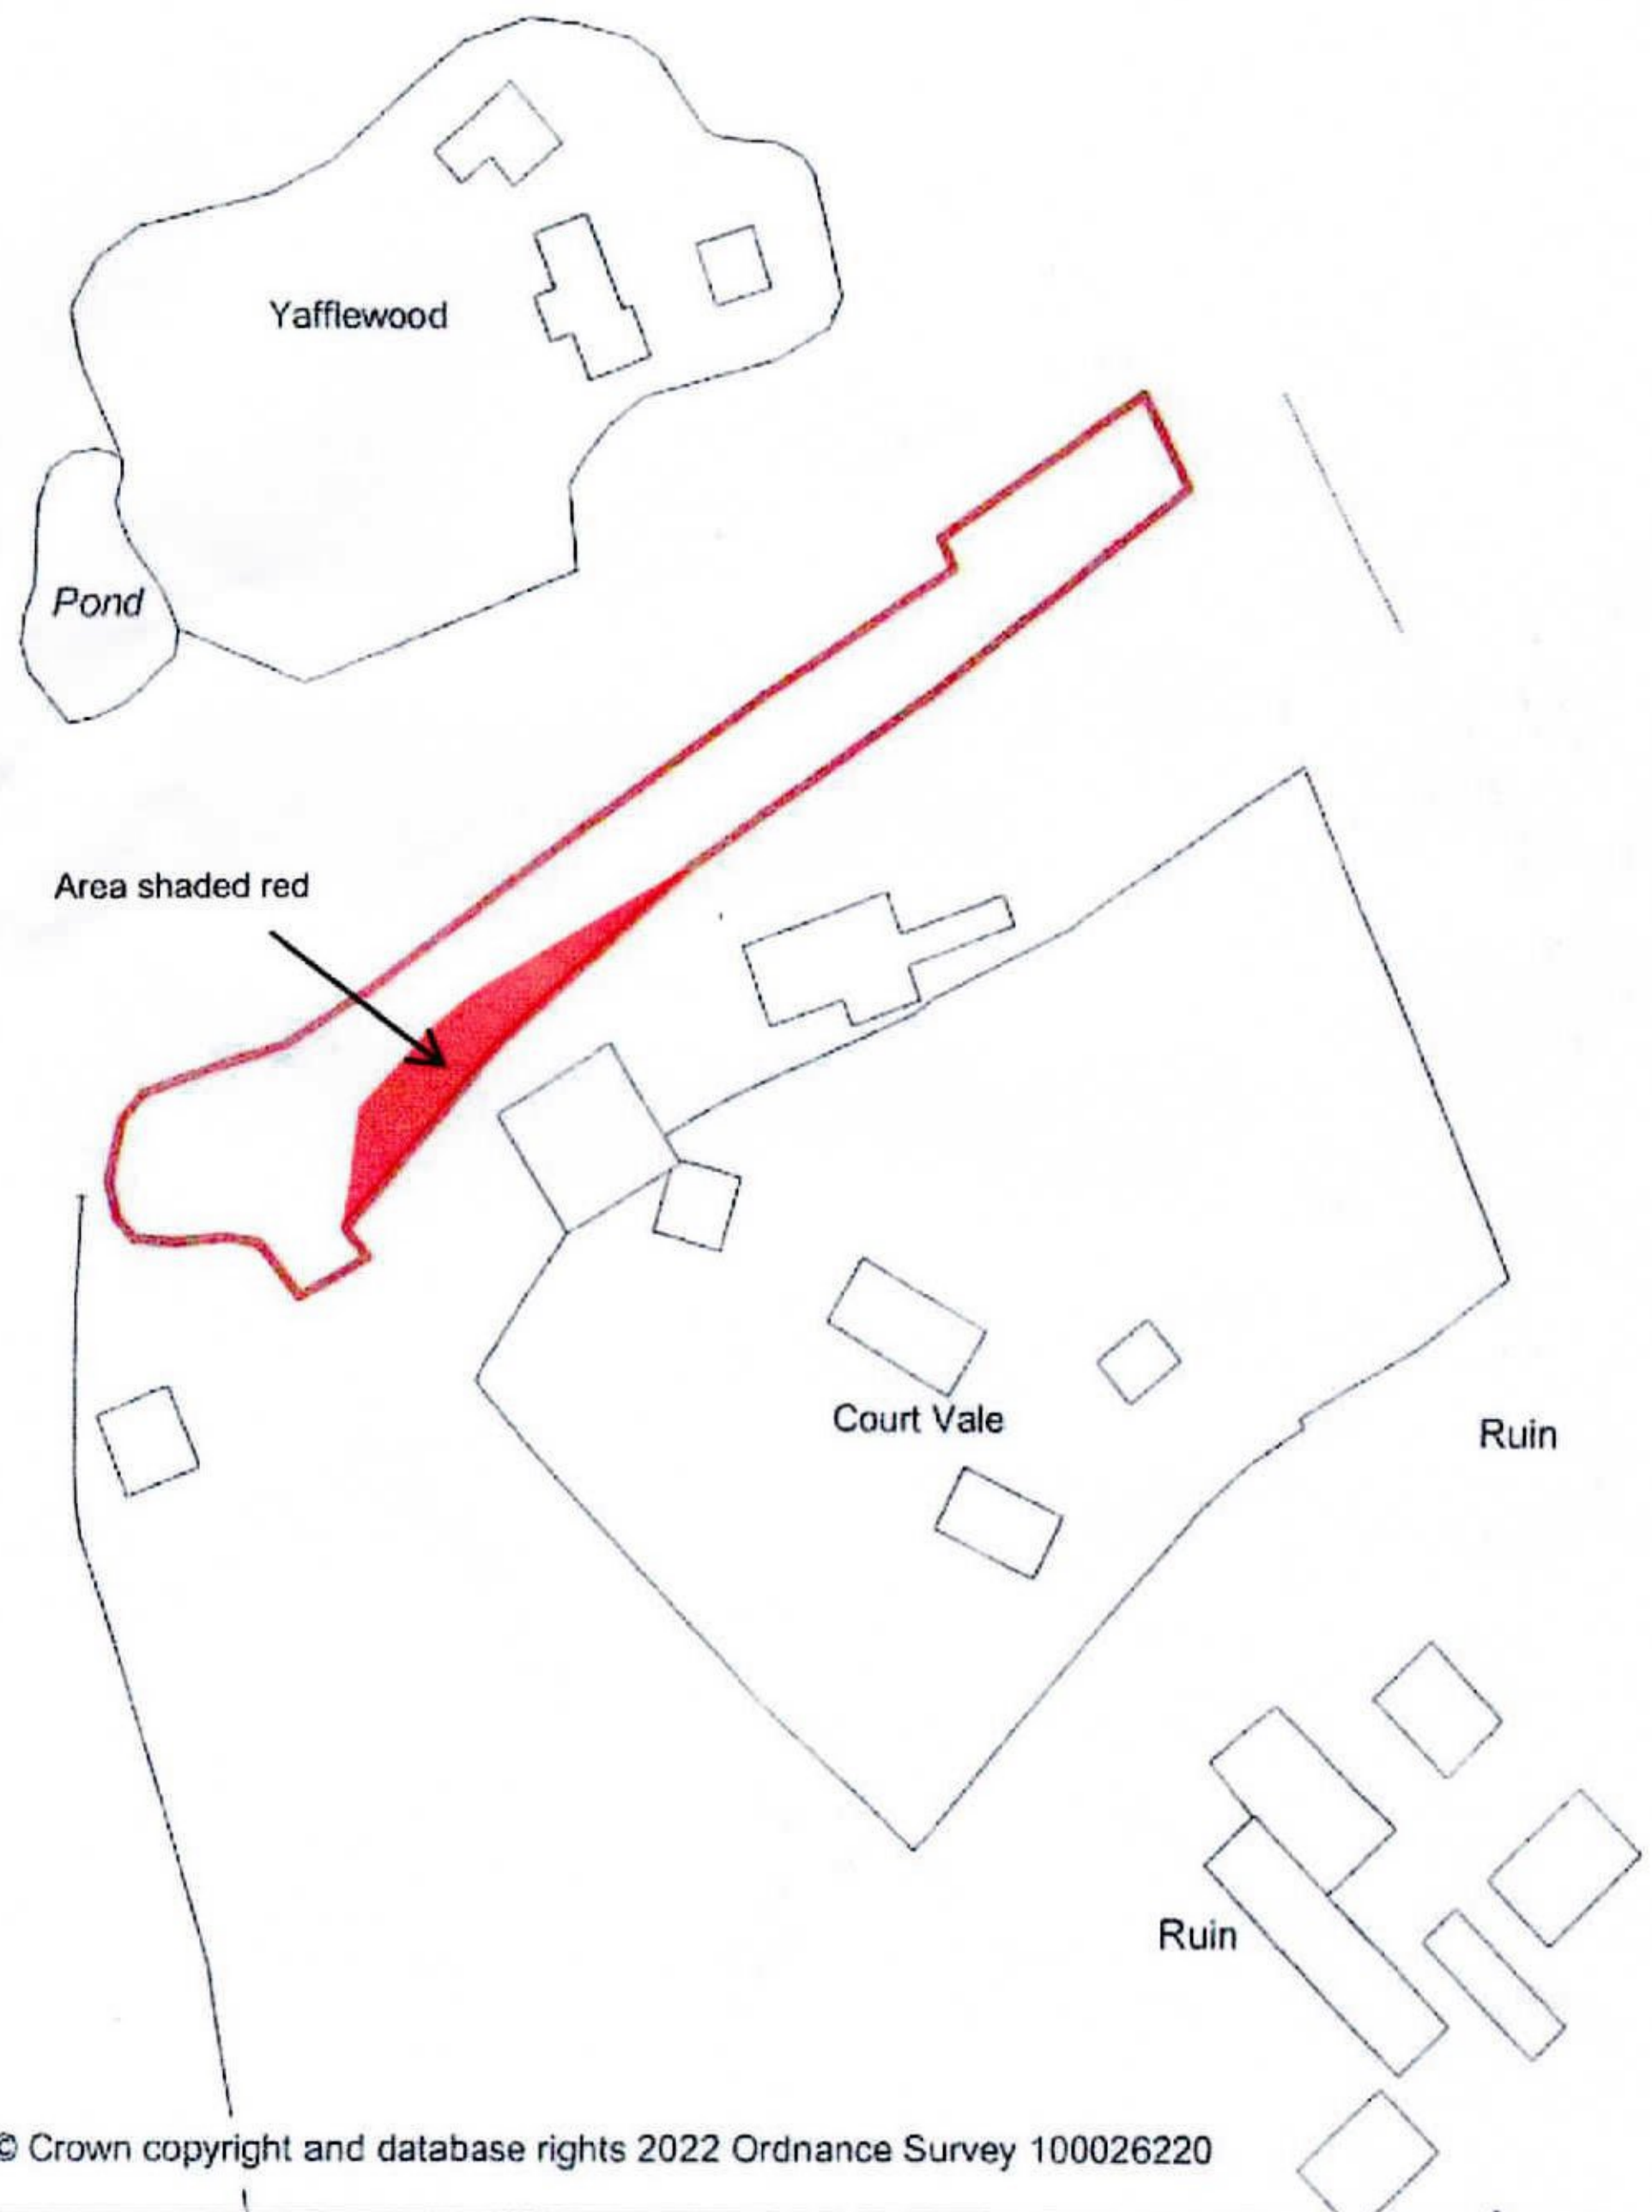 Yafflewood
Pond
Area shaded red
Court Vale
Ruin
Ruin
© Crown copyright and database rights 2022 Ordnance Survey 100026220